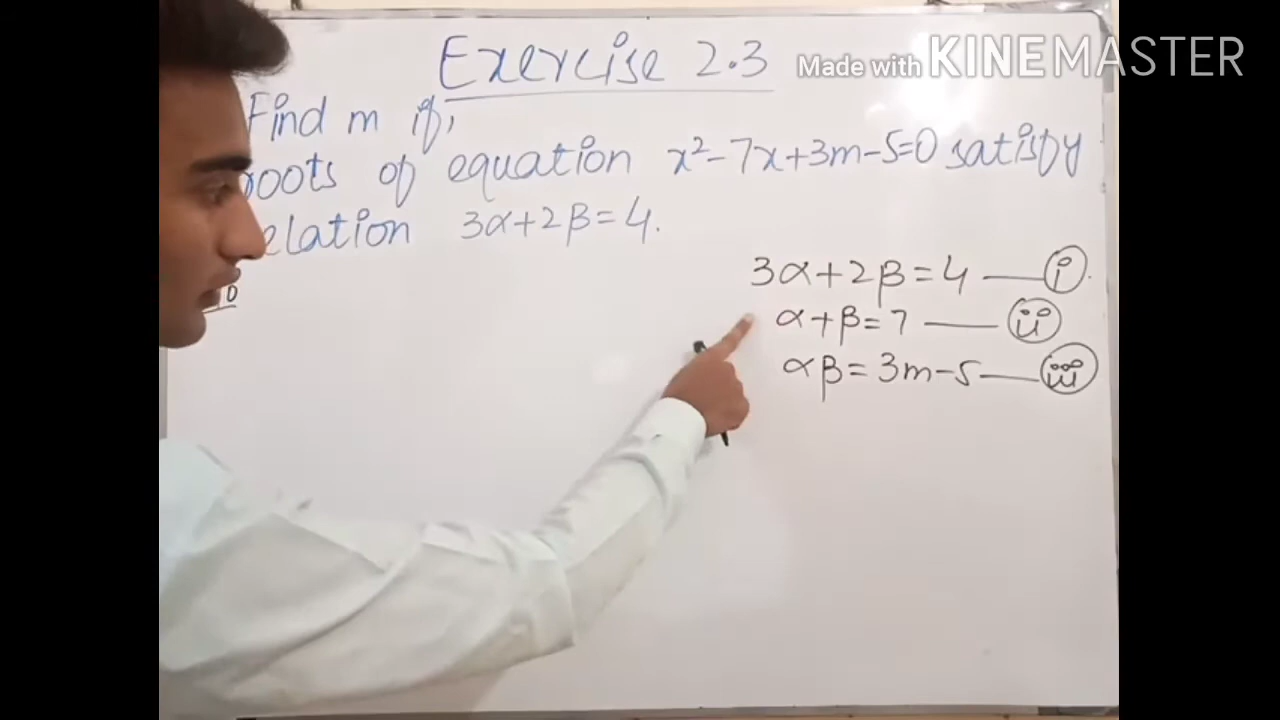 Exercise 2.3
Made with KINEMASTER
Find m if,
roots of equation x²-7x+3m-5=0 satisfy
elation 3α+2β=4.
3α+2β=4 —— (i)
α+β=7 —— (ii)
αβ=3m-5 —— (iii)